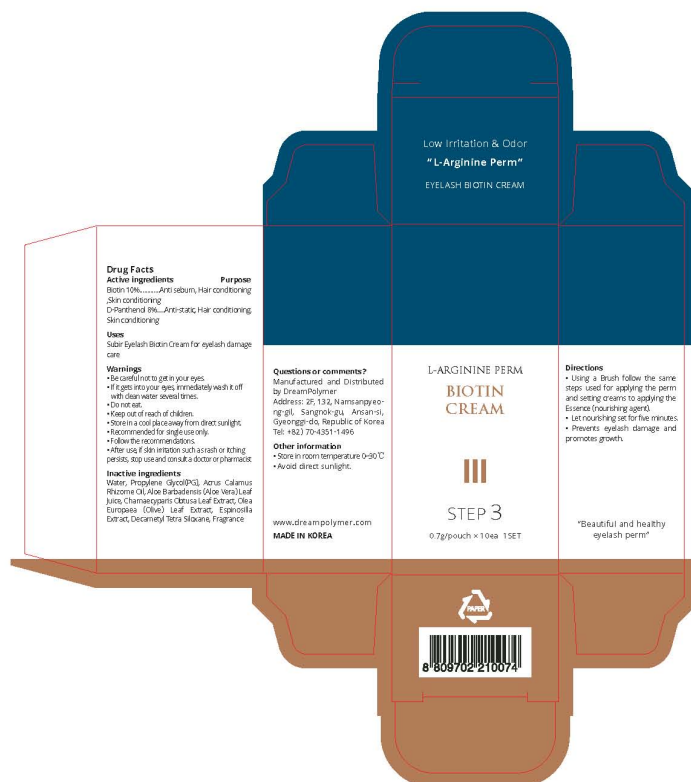 Low Irritation & Odor
“L-Arginine Perm”
EYELASH BIOTIN CREAM
Drug Facts
Active ingredients Purpose
Biotin 10%............Anti sebum, Hair conditioning
,Skin conditioning
D-Panthenol 8%.....Anti-static, Hair conditioning,
Skin conditioning
Uses
Subir Eyelash Biotin Cream for eyelash damage
care
Warnings
• Be careful not to get in your eyes.
• If it gets into your eyes, immediately wash it off
with clean water several times.
• Do not eat.
• Keep out of reach of children.
• Store in a cool place away from direct sunlight.
• Recommended for single use only.
• Follow the recommendations.
• After use, if skin irritation such as rash or itching
persists, stop use and consult a doctor or pharmacist
Inactive ingredients
Water, Propylene Glycol(PG), Acrus Calamus
Rhizome Oil, Aloe Barbadensis (Aloe Vera) Leaf
Juice, Chamaecyparis Obtusa Leaf Extract, Olea
Europaea (Olive) Leaf Extract, Espinosilla
Extract, Decametyl Tetra Siloxane, Fragrance
Questions or comments?
Manufactured and Distributed
by DreamPolymer
Address: 2F, 132, Namsanpyeo-
ng-gil, Sangnok-gu, Ansan-si,
Gyeonggi-do, Republic of Korea
Tel: +82) 70-4351-1496
Other information
• Store in room temperature 0~30℃
• Avoid direct sunlight.
www.dreampolymer.com
MADE IN KOREA
L-ARGININE PERM
BIOTIN
CREAM
III
STEP 3
0.7g/pouch × 10ea 1SET
Directions
• Using a Brush follow the same
steps used for applying the perm
and setting creams to applying the
Essence (nourishing agent).
• Let nourishing set for five minutes.
• Prevents eyelash damage and
promotes growth.
“Beautiful and healthy
eyelash perm”
PAPER
8 809702 210074